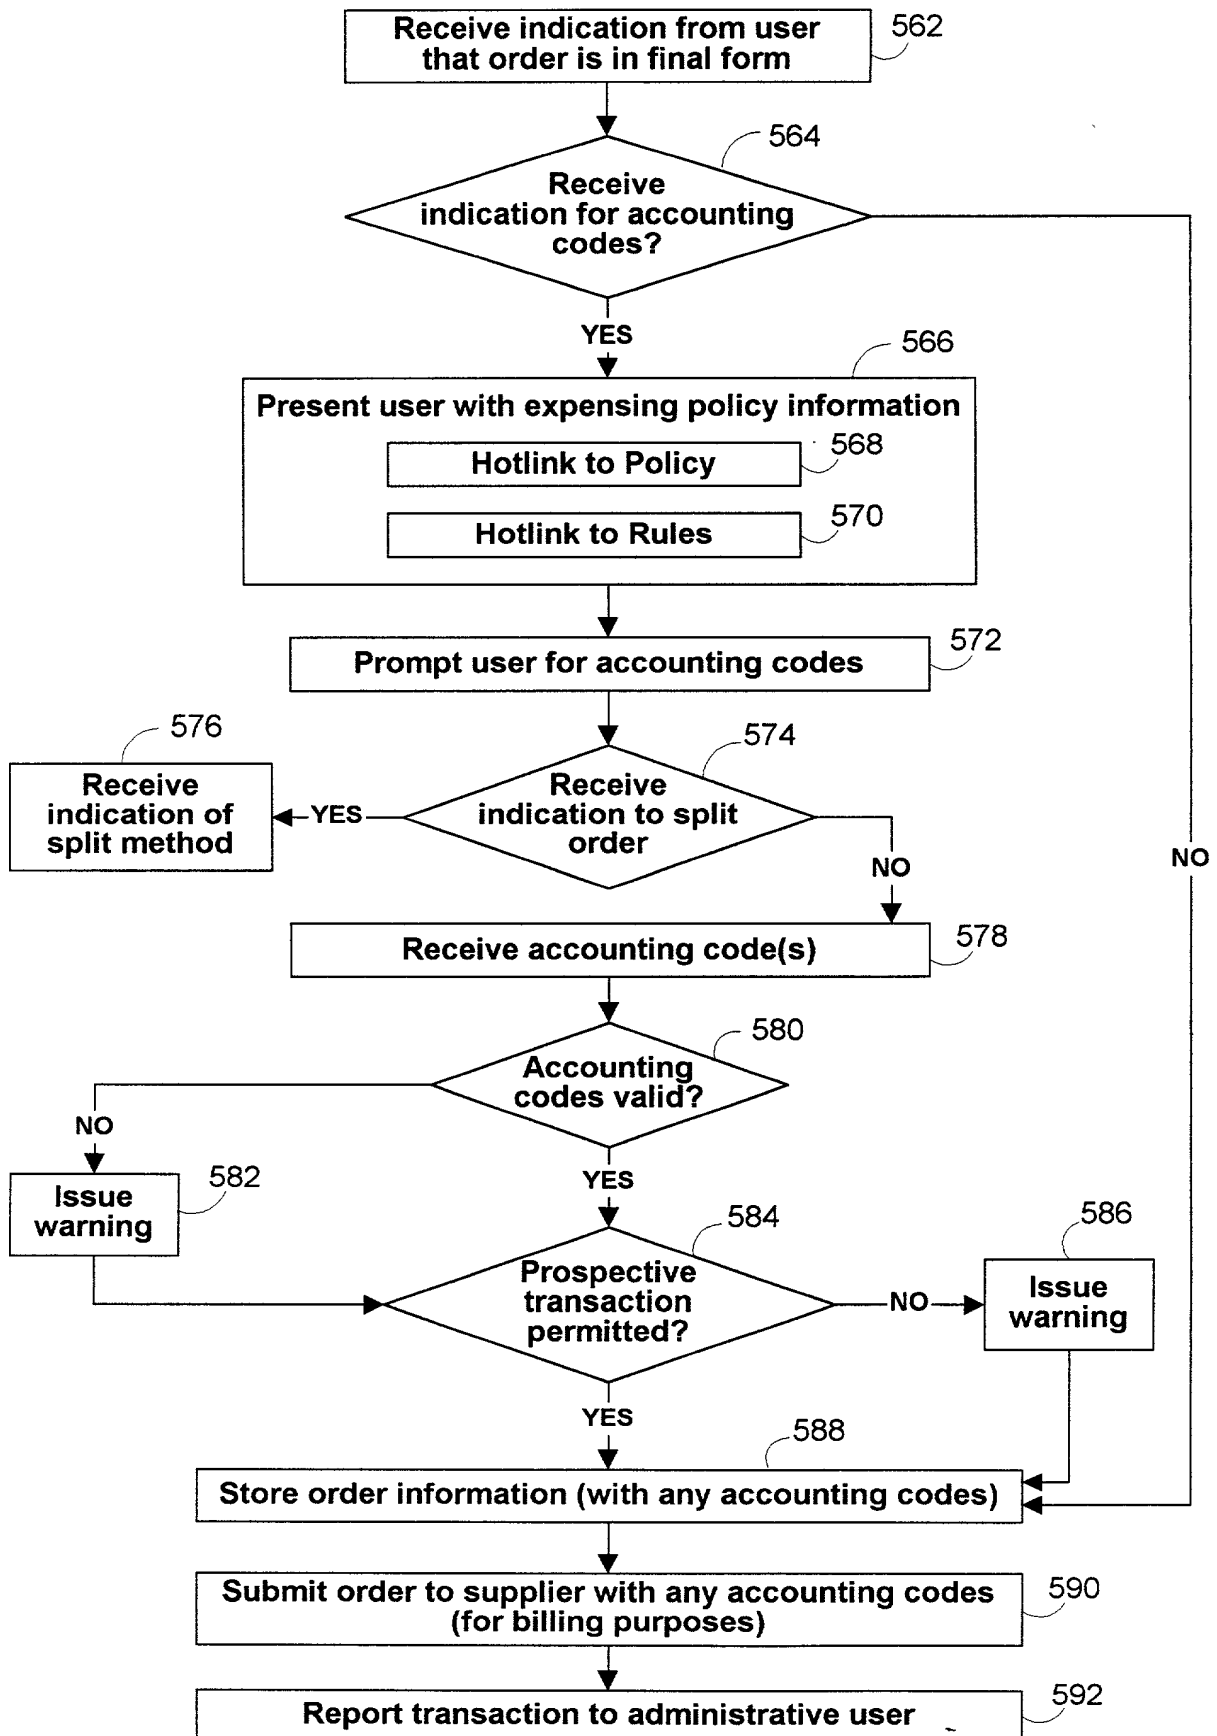 Receive indication from user
that order is in final form
562
564
Receive
indication for accounting
codes?
YES
566
Present user with expensing policy information
Hotlink to Policy
568
Hotlink to Rules
570
Prompt user for accounting codes
572
574
576
Receive
indication of
split method
YES
Receive
indication to split
order
NO
NO
Receive accounting code(s)
578
580
Accounting
codes valid?
NO
YES
582
Issue
warning
584
Prospective
transaction
permitted?
NO
586
Issue
warning
YES
588
Store order information (with any accounting codes)
Submit order to supplier with any accounting codes
(for billing purposes)
590
Report transaction to administrative user
592